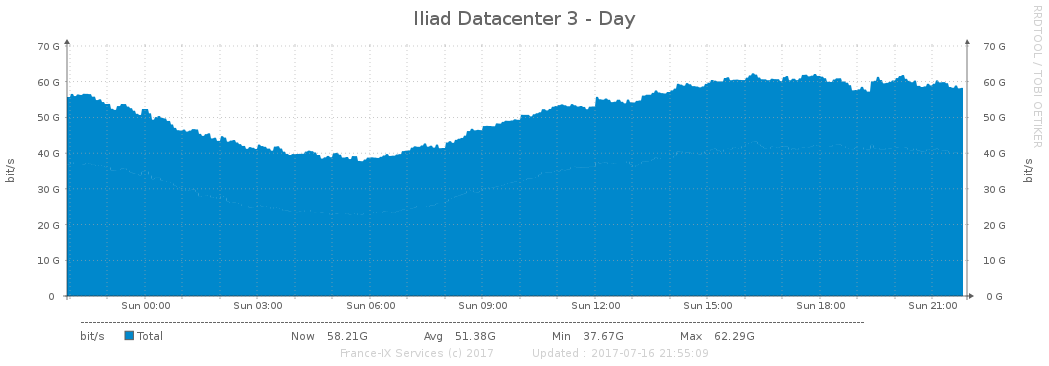 Iliad Datacenter 3 - Day
RRDTOOL / TOBI OETIKER
70 G 70 G
60 G 60 G
50 G 50 G
40 G 40 G
30 G 30 G
20 G 20 G
10 G 10 G
0 0 G
bit/s bit/s
Sun 00:00 Sun 03:00 Sun 06:00 Sun 09:00 Sun 12:00 Sun 15:00 Sun 18:00 Sun 21:00
bit/s Total Now 58.21G Avg 51.38G Min 37.67G Max 62.29G
France-IX Services (c) 2017 Updated : 2017-07-16 21:55:09